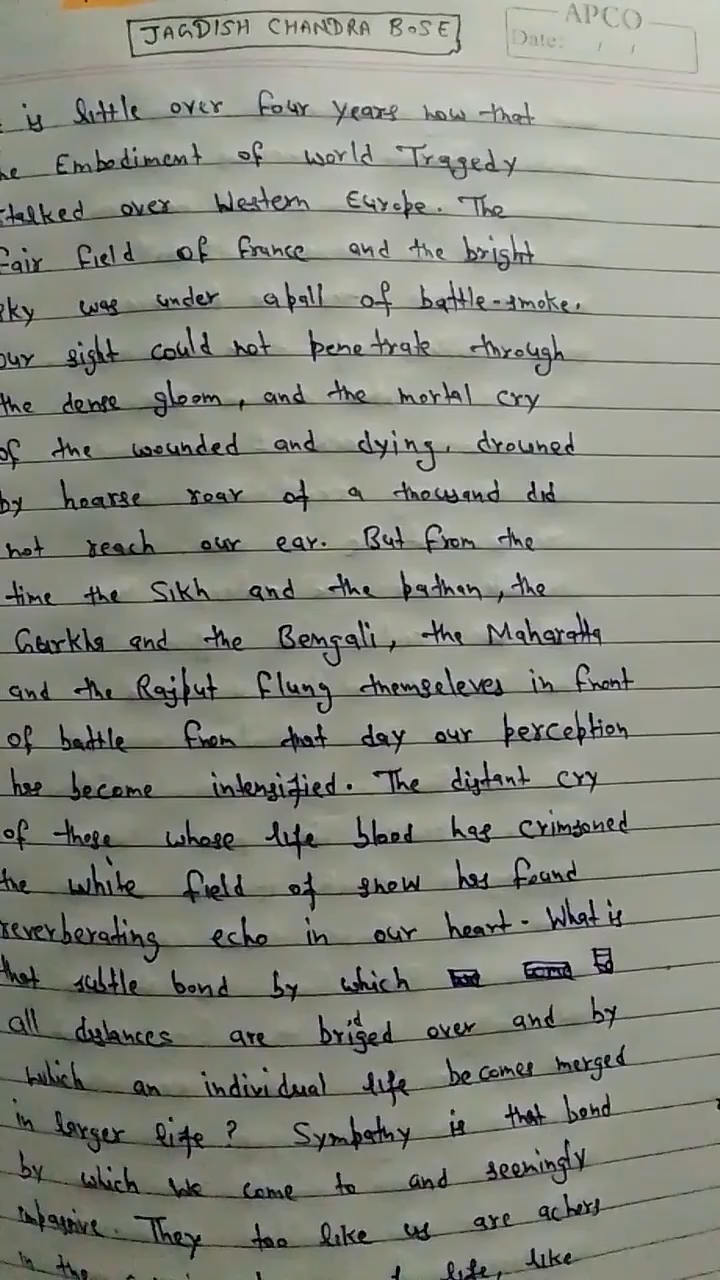 JAGDISH CHANDRA BOSE
APCO
Date: / /
is little over four years now that
he Embodiment of world Tragedy
stalked over Western Europe. The
fair field of france and the bright
sky was under a pall of battle-smoke.
our sight could not penetrate through
the dense gloom, and the mortal cry
of the wounded and dying, drowned
by hoarse roar of a thousand did
not reach our ear. But from the
time the Sikh and the pathan, the
Gurkha and the Bengali, the Maharatta
and the Rajput flung themseleves in front
of battle from that day our perception
has become intensified. The distant cry
of those whose life blood has crimsoned
the white field of snow has found
reverberating echo in our heart. What is
that subtle bond by which
all distances are bridged over and by
which an individual life becomes merged
in larger life? Sympathy is that bond
by which we come to and seeningly
impassive. They too like us are achers
in the life, like